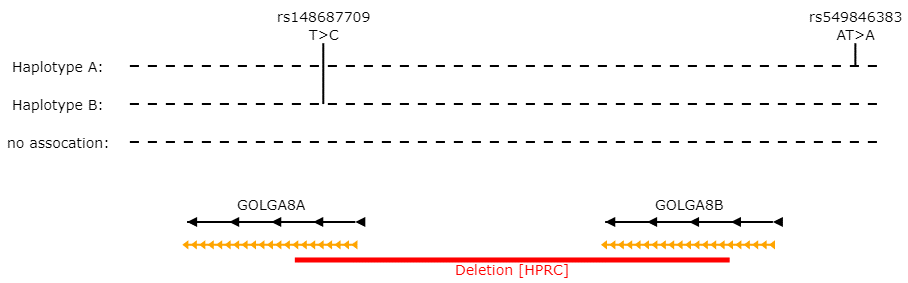 rs148687709 rs549846383
T>C AT>A
Haplotype A:
Haplotype B:
no assocation:
GOLGA8A GOLGA8B
Deletion [HPRC]